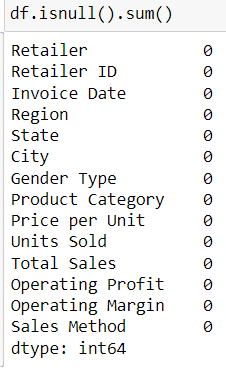 df.isnull().sum()
Retailer 0
Retailer ID 0
Invoice Date 0
Region 0
State 0
City 0
Gender Type 0
Product Category 0
Price per Unit 0
Units Sold 0
Total Sales 0
Operating Profit 0
Operating Margin 0
Sales Method 0
dtype: int64